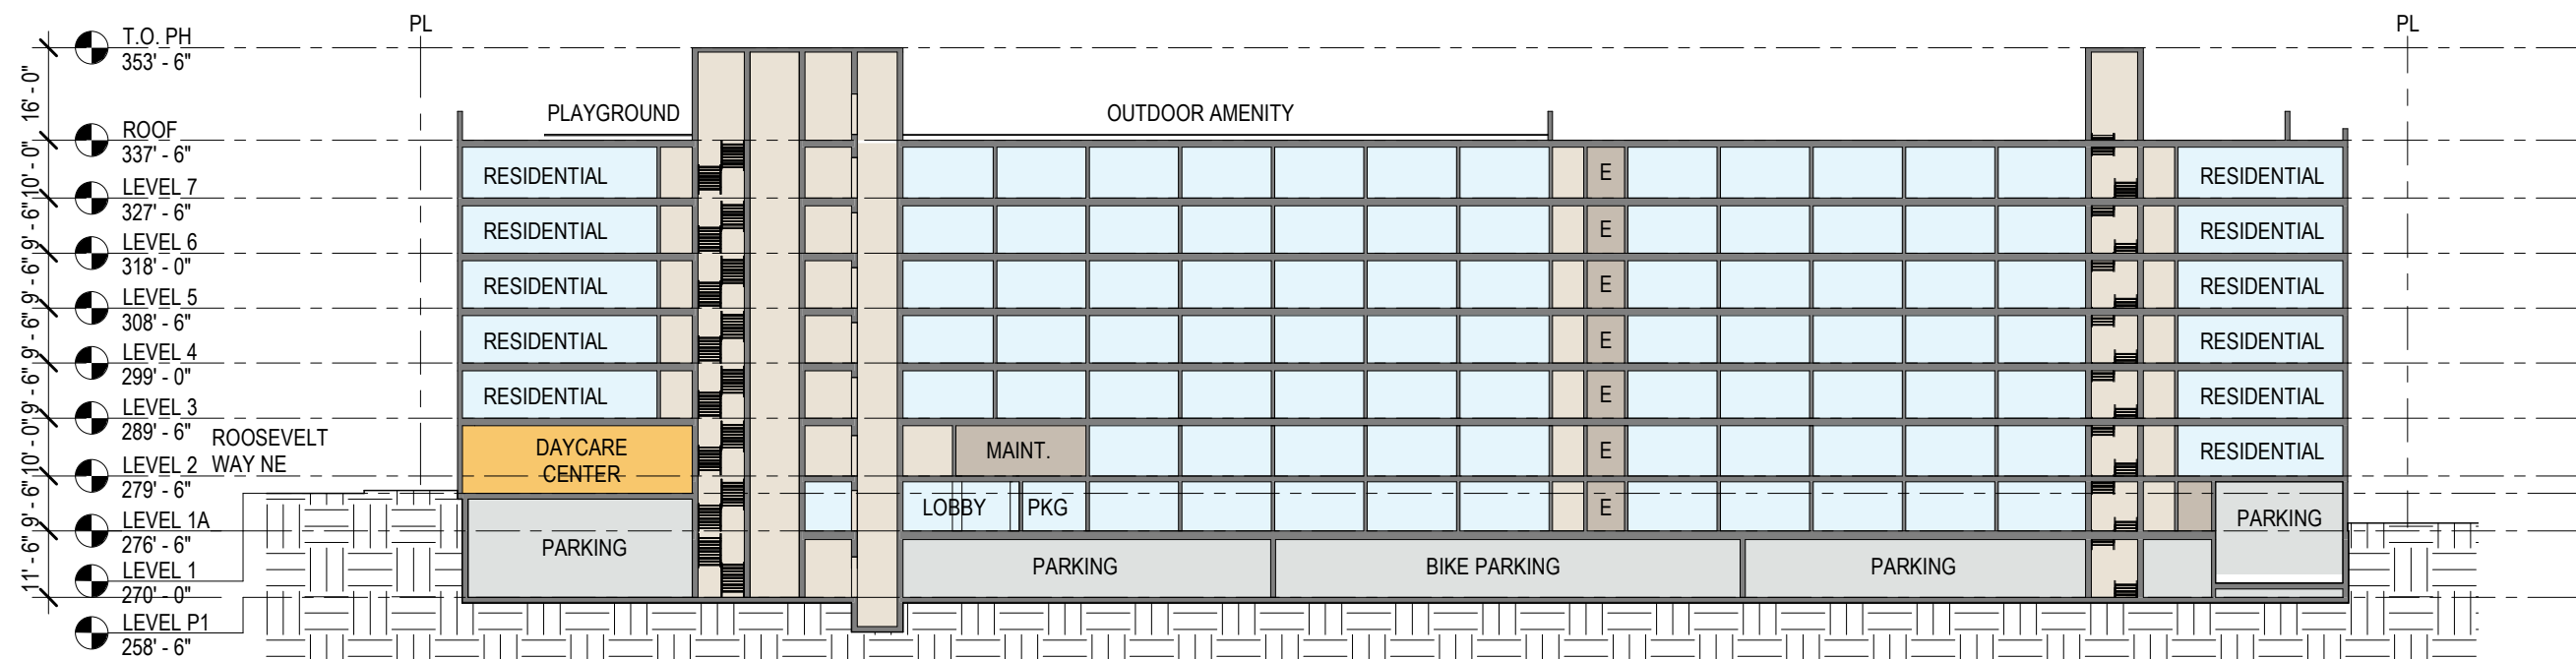 PL
PL
T.O. PH
353' - 6"
16' - 0"
PLAYGROUND
OUTDOOR AMENITY
ROOF
337' - 6"
10' - 0"
RESIDENTIAL
E
RESIDENTIAL
LEVEL 7
327' - 6"
9' - 6"
RESIDENTIAL
E
RESIDENTIAL
LEVEL 6
318' - 0"
9' - 6"
RESIDENTIAL
E
RESIDENTIAL
LEVEL 5
308' - 6"
9' - 6"
RESIDENTIAL
E
RESIDENTIAL
LEVEL 4
299' - 0"
9' - 6"
RESIDENTIAL
E
RESIDENTIAL
LEVEL 3
289' - 6"
10' - 0"
ROOSEVELT
WAY NE
DAYCARE
CENTER
MAINT.
E
RESIDENTIAL
LEVEL 2
279' - 6"
9' - 6"
LOBBY
PKG
E
PARKING
LEVEL 1A
276' - 6"
PARKING
11' - 6"
LEVEL 1
270' - 0"
PARKING
BIKE PARKING
PARKING
LEVEL P1
258' - 6"